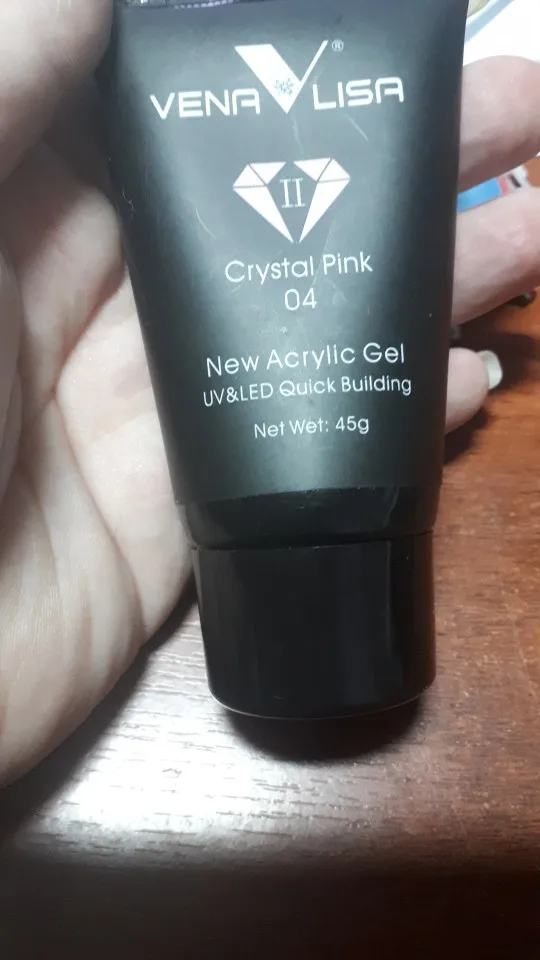 VENA LISA ®
II
Crystal Pink
04
New Acrylic Gel
UV&LED Quick Building
Net Wet: 45g